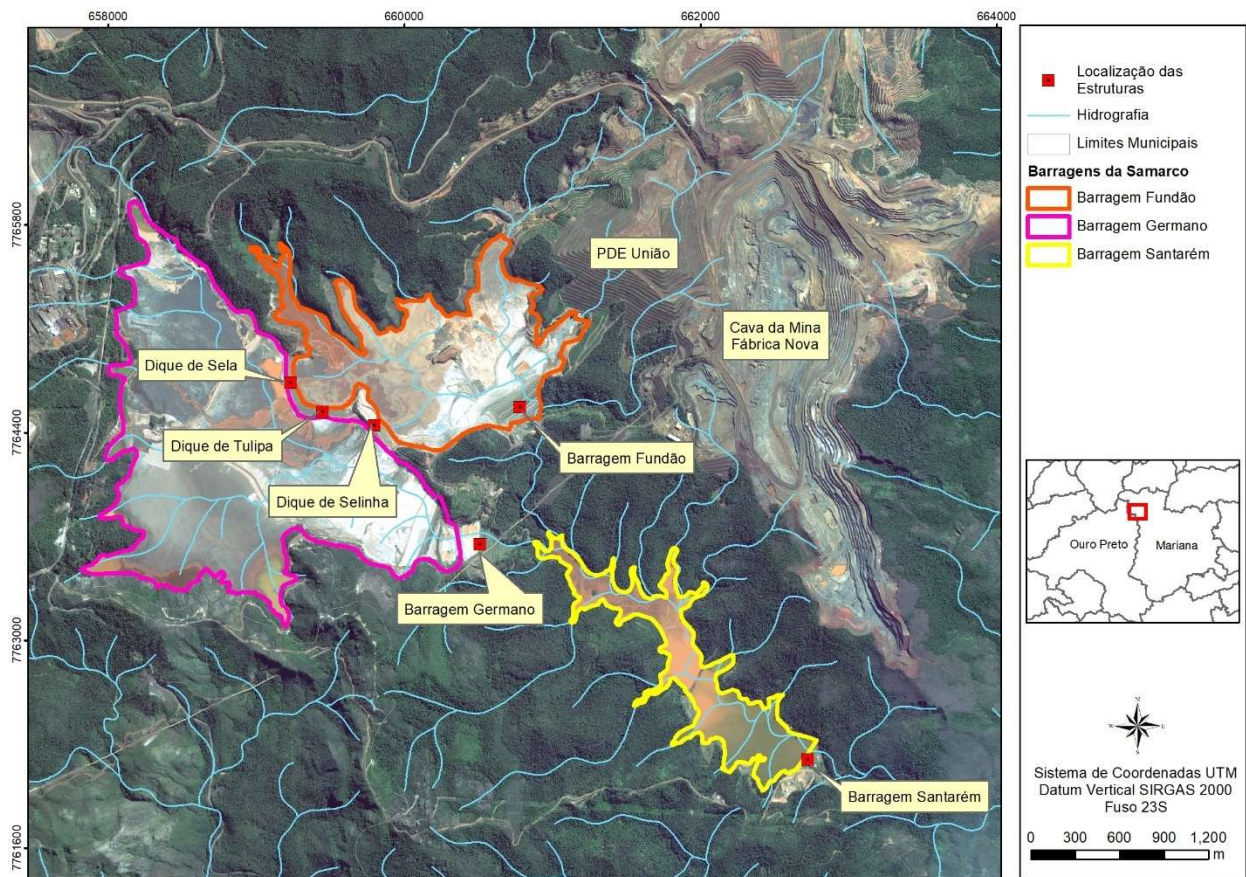 658000
660000
662000
664000
7765800
7764400
7763000
7761600
PDE União
Cava da Mina
Fábrica Nova
Dique de Sela
Dique de Tulipa
Dique de Selinha
Barragem Fundão
Barragem Germano
Barragem Santarém
Localização das
Estruturas
Hidrografia
Limites Municipais
Barragens da Samarco
Barragem Fundão
Barragem Germano
Barragem Santarém
Ouro Preto
Mariana
N
W
E
S
Sistema de Coordenadas UTM
Datum Vertical SIRGAS 2000
Fuso 23S
0 300 600 900 1,200
m